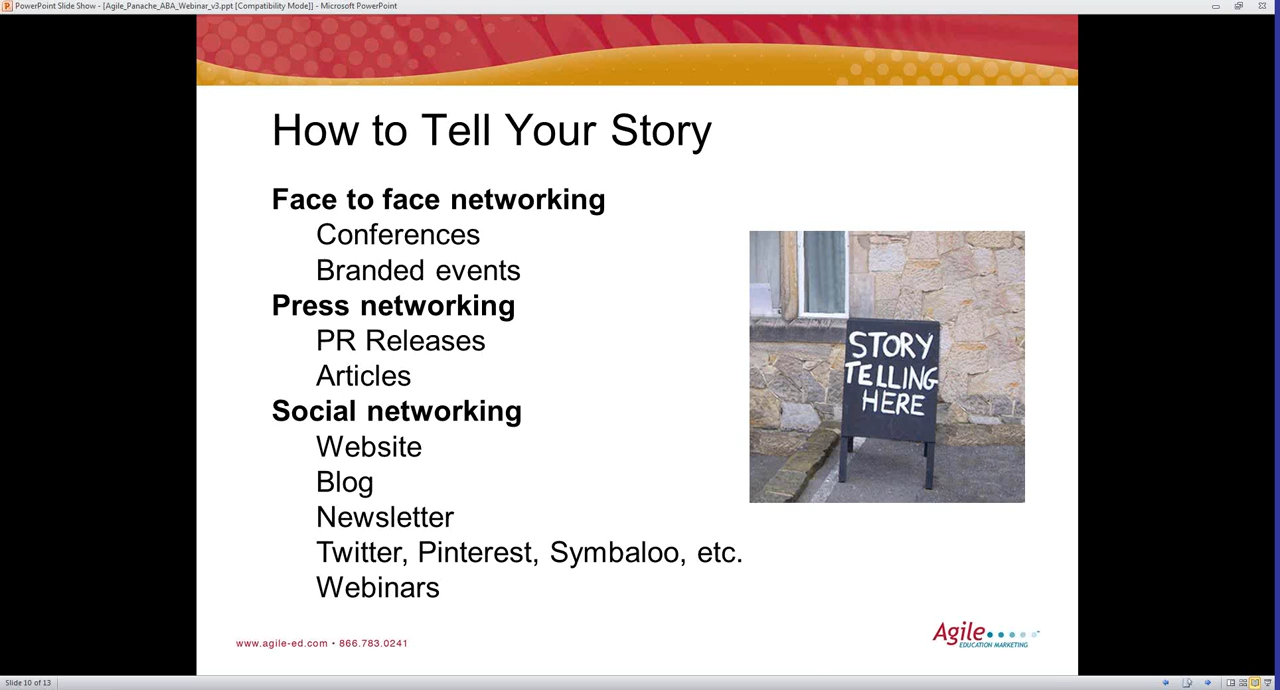 PowerPoint Slide Show - [Agile_Panache_ABA_Webinar_v3.ppt [Compatibility Mode]] - Microsoft PowerPoint
How to Tell Your Story
Face to face networking
Conferences
Branded events
Press networking
PR Releases
Articles
Social networking
Website
Blog
Newsletter
Twitter, Pinterest, Symbaloo, etc.
Webinars
STORY
TELLING
HERE
www.agile-ed.com • 866.783.0241
Agile
EDUCATION MARKETING
Slide 10 of 13